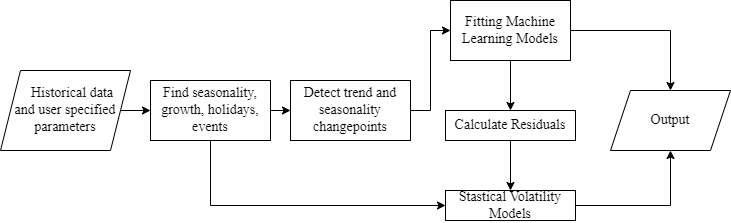 Historical data
and user specified
parameters
Find seasonality,
growth, holidays,
events
Detect trend and
seasonality
changepoints
Fitting Machine
Learning Models
Calculate Residuals
Stastical Volatility
Models
Output